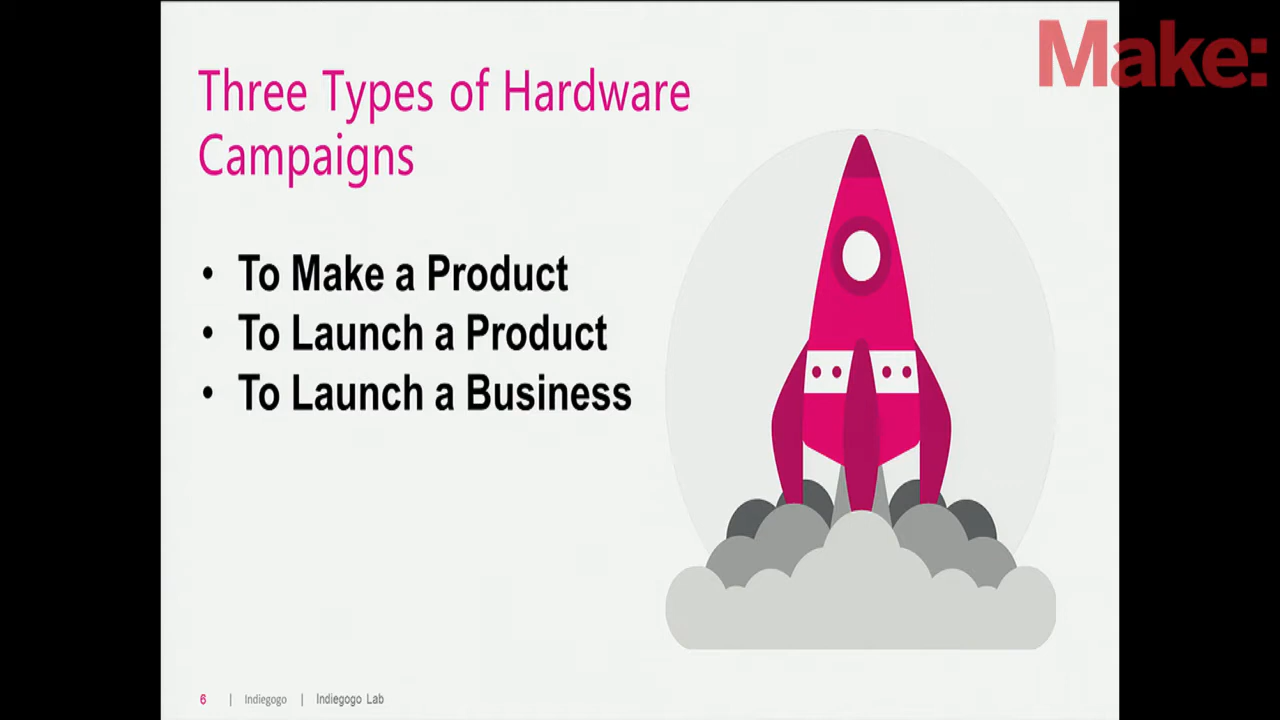 Make:
Three Types of Hardware
Campaigns
• To Make a Product
• To Launch a Product
• To Launch a Business
6 | Indiegogo | Indiegogo Lab